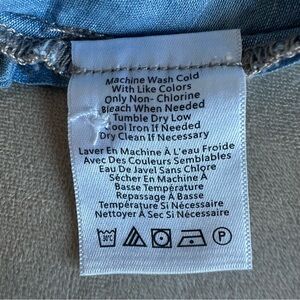 Machine Wash Cold
With Like Colors
Only Non- Chlorine
Bleach When Needed
Tumble Dry Low
Cool Iron If Needed
Dry Clean If Necessary
Laver En Machine À L'eau Froide
Avec Des Couleurs Semblables
Eau De Javel Sans Chlore
Sécher En Machine À
Basse Température
Repassage À Basse
Température Si Nécessaire
Nettoyer À Sec Si Nécessaire
30°C P